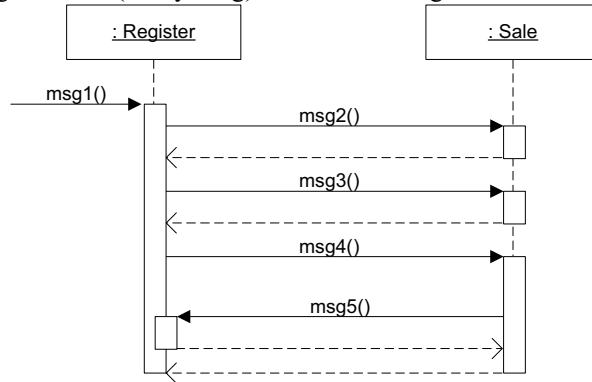 : Register
: Sale
msg1()
msg2()
msg3()
msg4()
msg5()